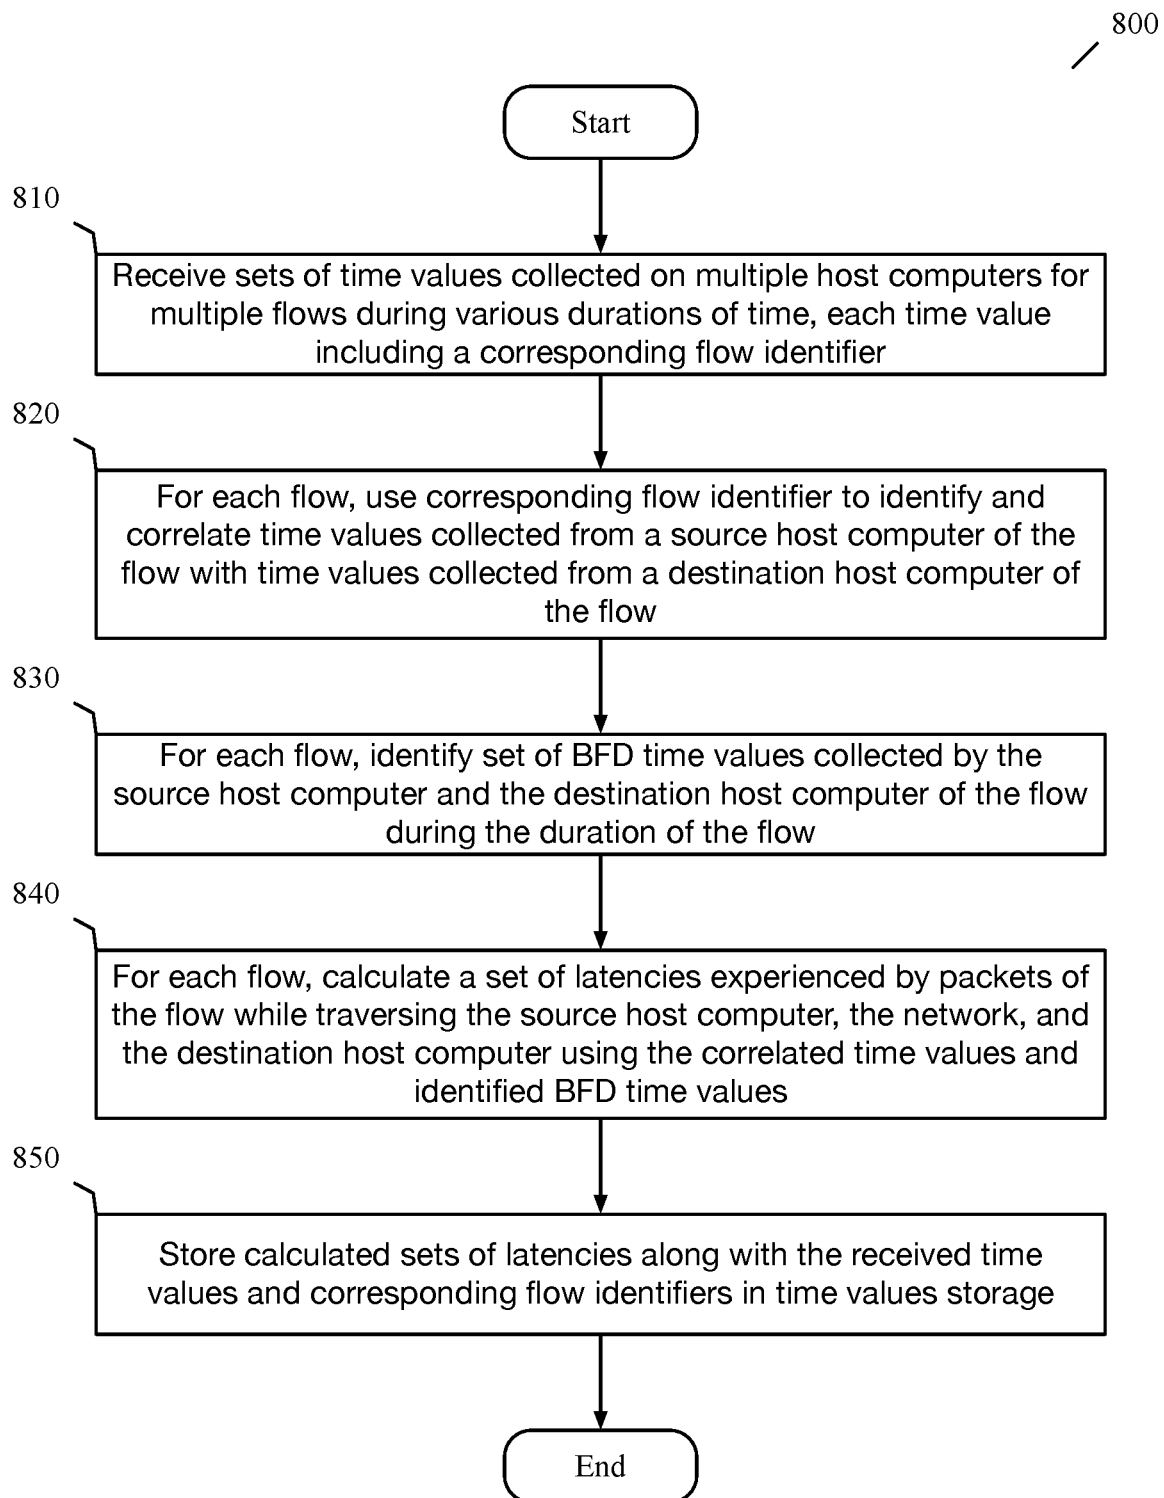 800
Start
810
Receive sets of time values collected on multiple host computers for
multiple flows during various durations of time, each time value
including a corresponding flow identifier
820
For each flow, use corresponding flow identifier to identify and
correlate time values collected from a source host computer of the
flow with time values collected from a destination host computer of
the flow
830
For each flow, identify set of BFD time values collected by the
source host computer and the destination host computer of the flow
during the duration of the flow
840
For each flow, calculate a set of latencies experienced by packets of
the flow while traversing the source host computer, the network, and
the destination host computer using the correlated time values and
identified BFD time values
850
Store calculated sets of latencies along with the received time
values and corresponding flow identifiers in time values storage
End